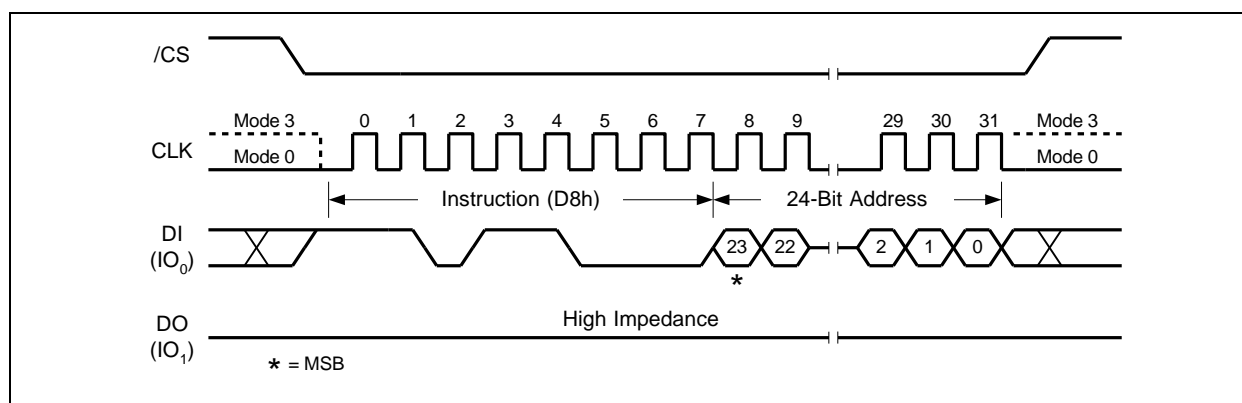 /CS
Mode 3 0 1 2 3 4 5 6 7 8 9 29 30 31 Mode 3
CLK Mode 0 Mode 0
Instruction (D8h) 24-Bit Address
DI
(IO0) 23 22 2 1 0
*
DO High Impedance
(IO1)
* = MSB